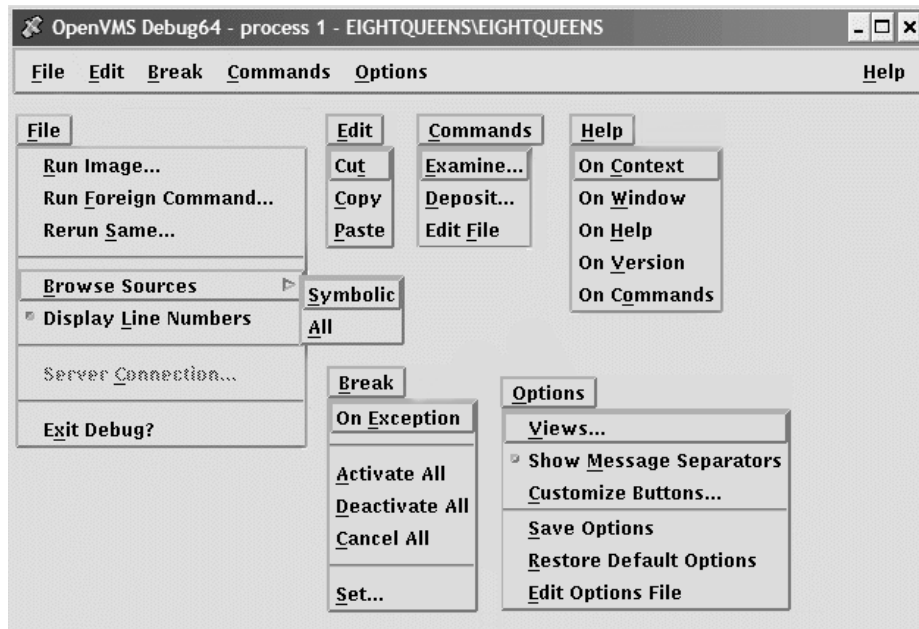 OpenVMS Debug64 - process 1 - EIGHTQUEENS\EIGHTQUEENS
File Edit Break Commands Options Help
File
Run Image...
Run Foreign Command...
Rerun Same...
Browse Sources
Symbolic
All
Display Line Numbers
Server Connection...
Exit Debug?
Edit
Cut
Copy
Paste
Commands
Examine...
Deposit...
Edit File
Help
On Context
On Window
On Help
On Version
On Commands
Break
On Exception
Activate All
Deactivate All
Cancel All
Set...
Options
Views...
Show Message Separators
Customize Buttons...
Save Options
Restore Default Options
Edit Options File